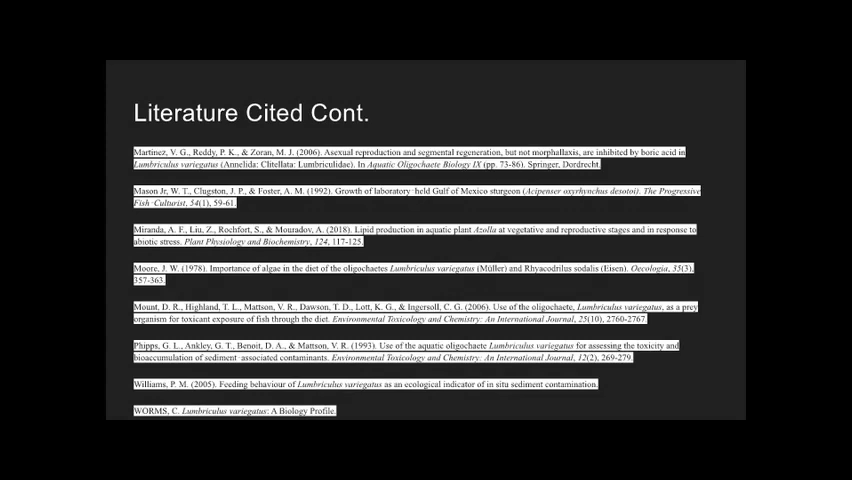 Literature Cited Cont.
Martinez, V. G., Reddy, P. K., & Zoran, M. J. (2006). Asexual reproduction and segmental regeneration, but not morphallaxis, are inhibited by boric acid in
Lumbriculus variegatus (Annelida: Clitellata: Lumbriculidae). In Aquatic Oligochaete Biology IX (pp. 73-86). Springer, Dordrecht.
Mason Jr, W. T., Clugston, J. P., & Foster, A. M. (1992). Growth of laboratory-held Gulf of Mexico sturgeon (Acipenser oxyrhynchus desotoi). The Progressive
Fish-Culturist, 54(1), 59-61.
Miranda, A. F., Liu, Z., Rochfort, S., & Mouradov, A. (2018). Lipid production in aquatic plant Azolla at vegetative and reproductive stages and in response to
abiotic stress. Plant Physiology and Biochemistry, 124, 117-125.
Moore, J. W. (1978). Importance of algae in the diet of the oligochaetes Lumbriculus variegatus (Müller) and Rhyacodrilus sodalis (Eisen). Oecologia, 35(3),
357-363.
Mount, D. R., Highland, T. L., Mattson, V. R., Dawson, T. D., Lott, K. G., & Ingersoll, C. G. (2006). Use of the oligochaete, Lumbriculus variegatus, as a prey
organism for toxicant exposure of fish through the diet. Environmental Toxicology and Chemistry: An International Journal, 25(10), 2760-2767.
Phipps, G. L., Ankley, G. T., Benoit, D. A., & Mattson, V. R. (1993). Use of the aquatic oligochaete Lumbriculus variegatus for assessing the toxicity and
bioaccumulation of sediment-associated contaminants. Environmental Toxicology and Chemistry: An International Journal, 12(2), 269-279.
Williams, P. M. (2005). Feeding behaviour of Lumbriculus variegatus as an ecological indicator of in situ sediment contamination.
WORMS, C. Lumbriculus variegatus: A Biology Profile.